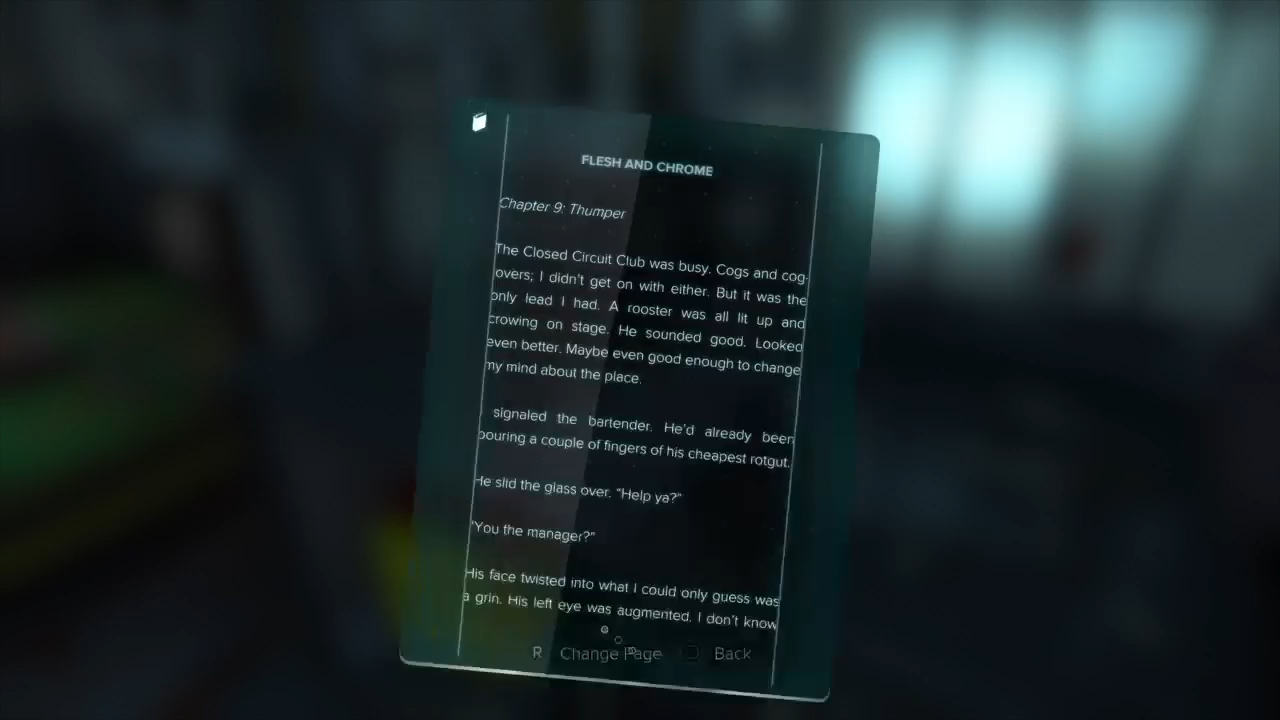 FLESH AND CHROME
Chapter 9: Thumper
The Closed Circuit Club was busy. Cogs and cog-
overs; I didn't get on with either. But it was the
only lead I had. A rooster was all lit up and
crowing on stage. He sounded good. Looked
even better. Maybe even good enough to change
my mind about the place.
signaled the bartender. He'd already been
pouring a couple of fingers of his cheapest rotgut.
He slid the glass over. "Help ya?"
"You the manager?"
His face twisted into what I could only guess was
a grin. His left eye was augmented. I don't know
R Change Page Back